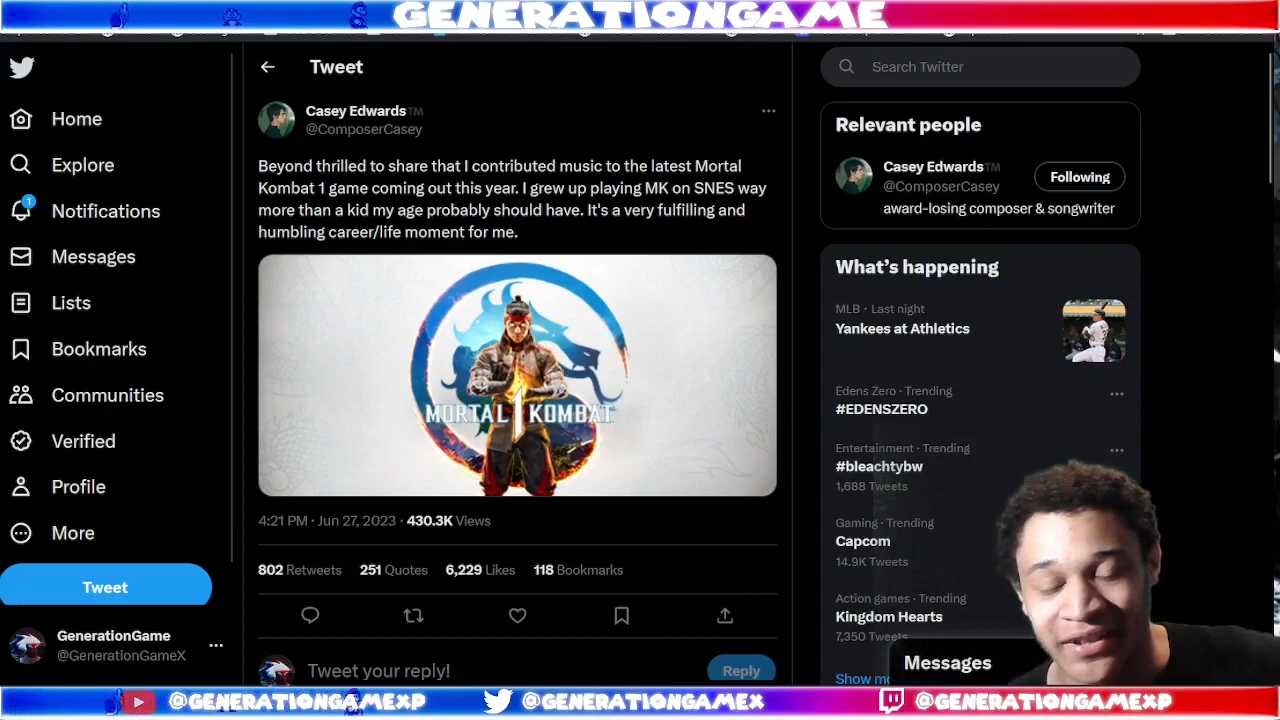 GENERATIONGAME
Tweet
Search Twitter
Home
Explore
1
Notifications
Messages
Lists
Bookmarks
Communities
Verified
Profile
More
Tweet
GenerationGame
@GenerationGameX
Casey Edwards™
@ComposerCasey
Beyond thrilled to share that I contributed music to the latest Mortal
Kombat 1 game coming out this year. I grew up playing MK on SNES way
more than a kid my age probably should have. It's a very fulfilling and
humbling career/life moment for me.
MORTAL 1 KOMBAT
4:21 PM · Jun 27, 2023 · 430.3K Views
802 Retweets 251 Quotes 6,229 Likes 118 Bookmarks
Tweet your reply!
Reply
Relevant people
Casey Edwards™
@ComposerCasey
Following
award-losing composer & songwriter
What's happening
MLB · Last night
Yankees at Athletics
Edens Zero · Trending
#EDENSZERO
Entertainment · Trending
#bleachtybw
1,688 Tweets
Gaming · Trending
Capcom
14.9K Tweets
Action games · Trending
Kingdom Hearts
7,350 Tweets
Messages
@GENERATIONGAMEXP
@GENERATIONGAMEX
@GENERATIONGAMEXP